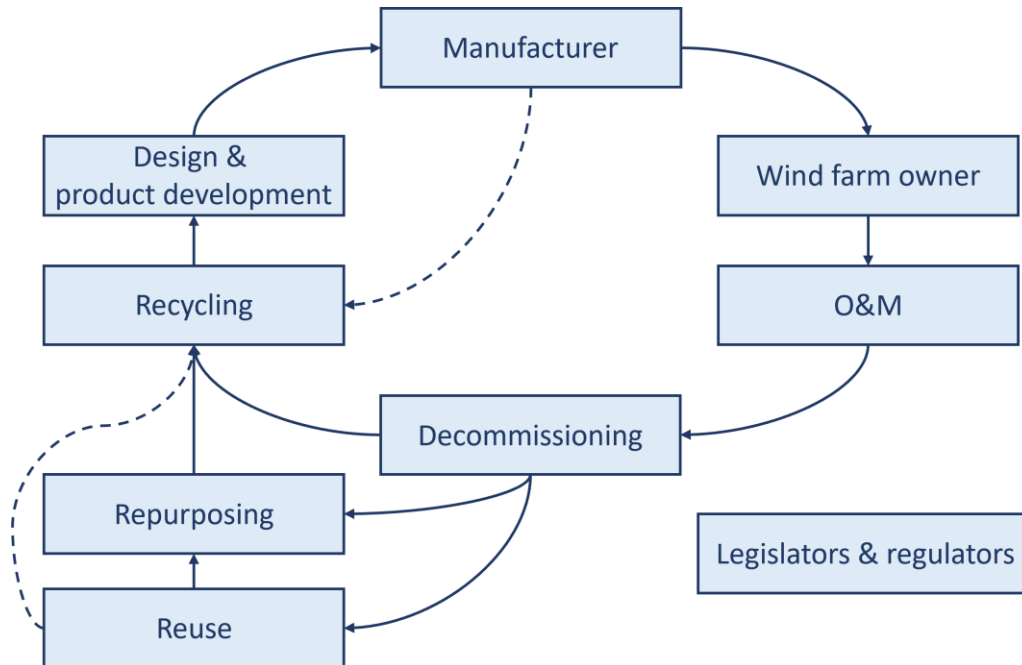 Manufacturer
Design &
product development
Wind farm owner
Recycling
O&M
Decommissioning
Repurposing
Legislators & regulators
Reuse